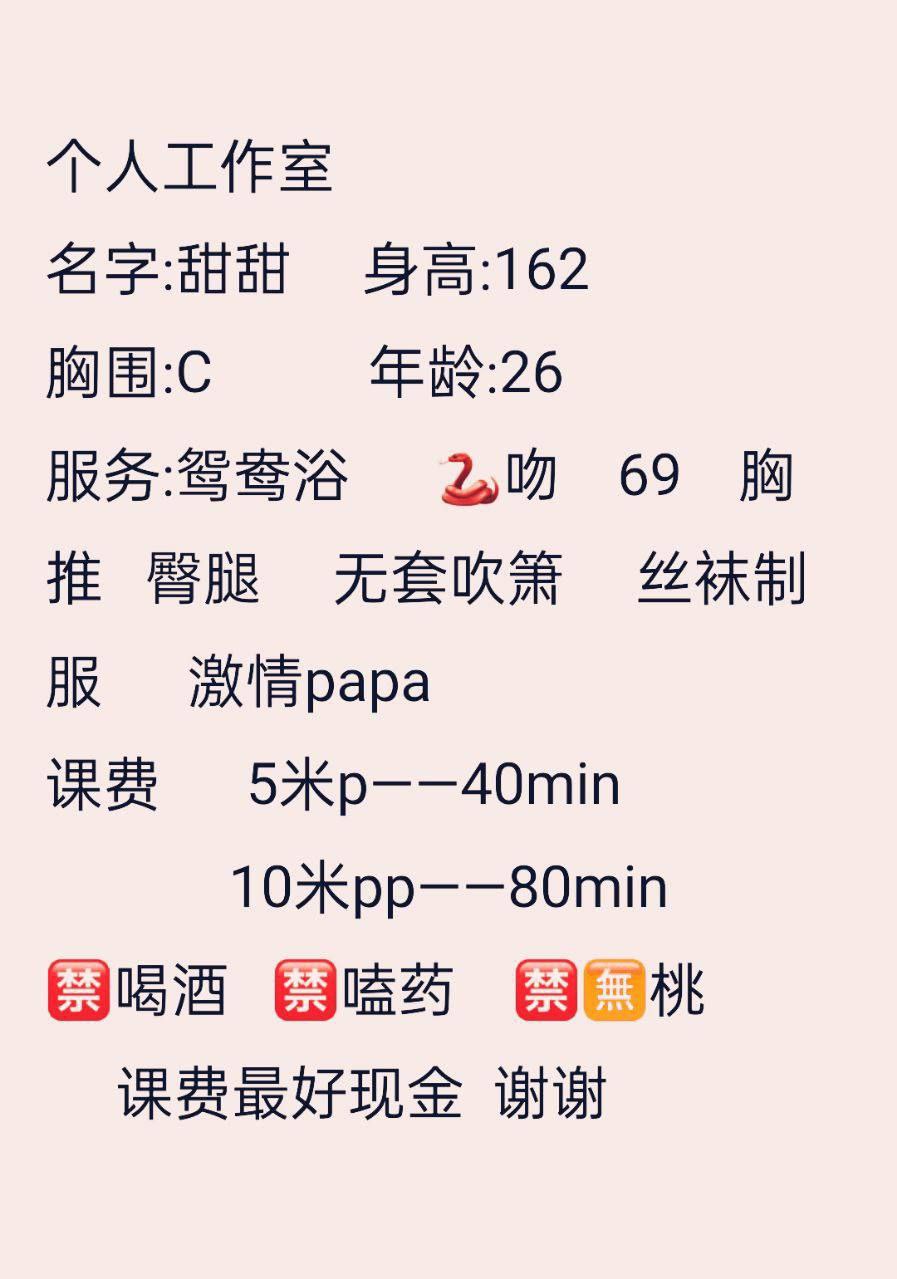 个人工作室
名字:甜甜 身高:162
胸围:C 年龄:26
服务:鸳鸯浴 🐍吻 69 胸
推 臀腿 无套吹箫 丝袜制
服 激情papa
课费 5米p——40min
10米pp——80min
🈲喝酒 🈲嗑药 🈲🈚桃
课费最好现金 谢谢